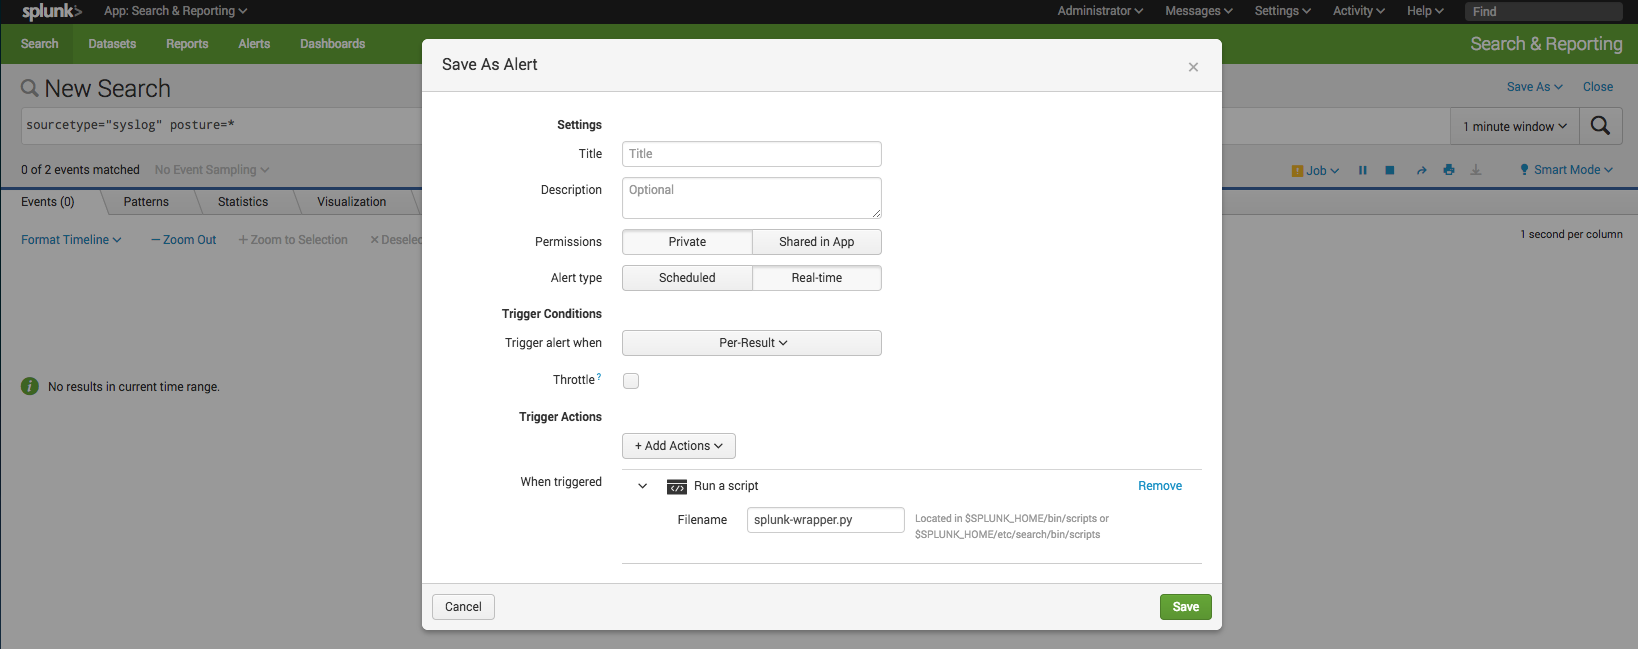 splunk> App: Search & Reporting Administrator Messages Settings Activity Help Find
Search Datasets Reports Alerts Dashboards Search & Reporting
Save As Alert
New Search Save As Close
sourcetype="syslog" posture=* 1 minute window
0 of 2 events matched No Event Sampling Job Smart Mode
Events (0) Patterns Statistics Visualization
Format Timeline Zoom Out Zoom to Selection Deselec 1 second per column
No results in current time range.
Settings
Title Title
Description Optional
Permissions Private Shared in App
Alert type Scheduled Real-time
Trigger Conditions
Trigger alert when Per-Result
Throttle ?
Trigger Actions
+ Add Actions
When triggered Run a script Remove
Filename splunk-wrapper.py Located in $SPLUNK_HOME/bin/scripts or
$SPLUNK_HOME/etc/search/bin/scripts
Cancel Save